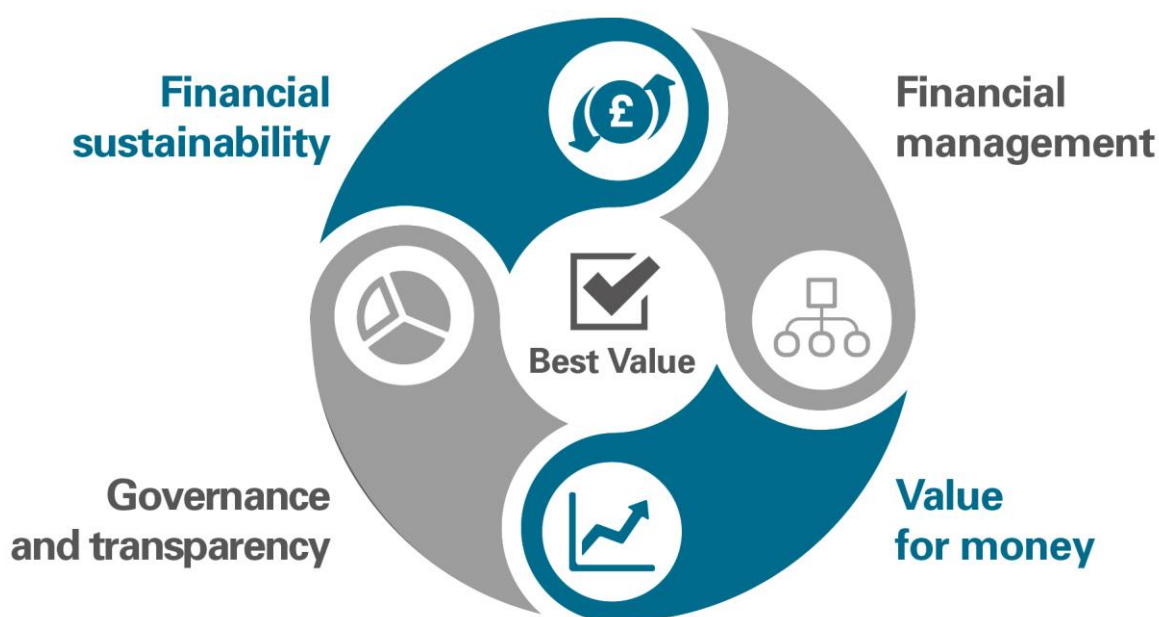 Financial
sustainability
£
Financial
management
Best Value
Governance
and transparency
Value
for money